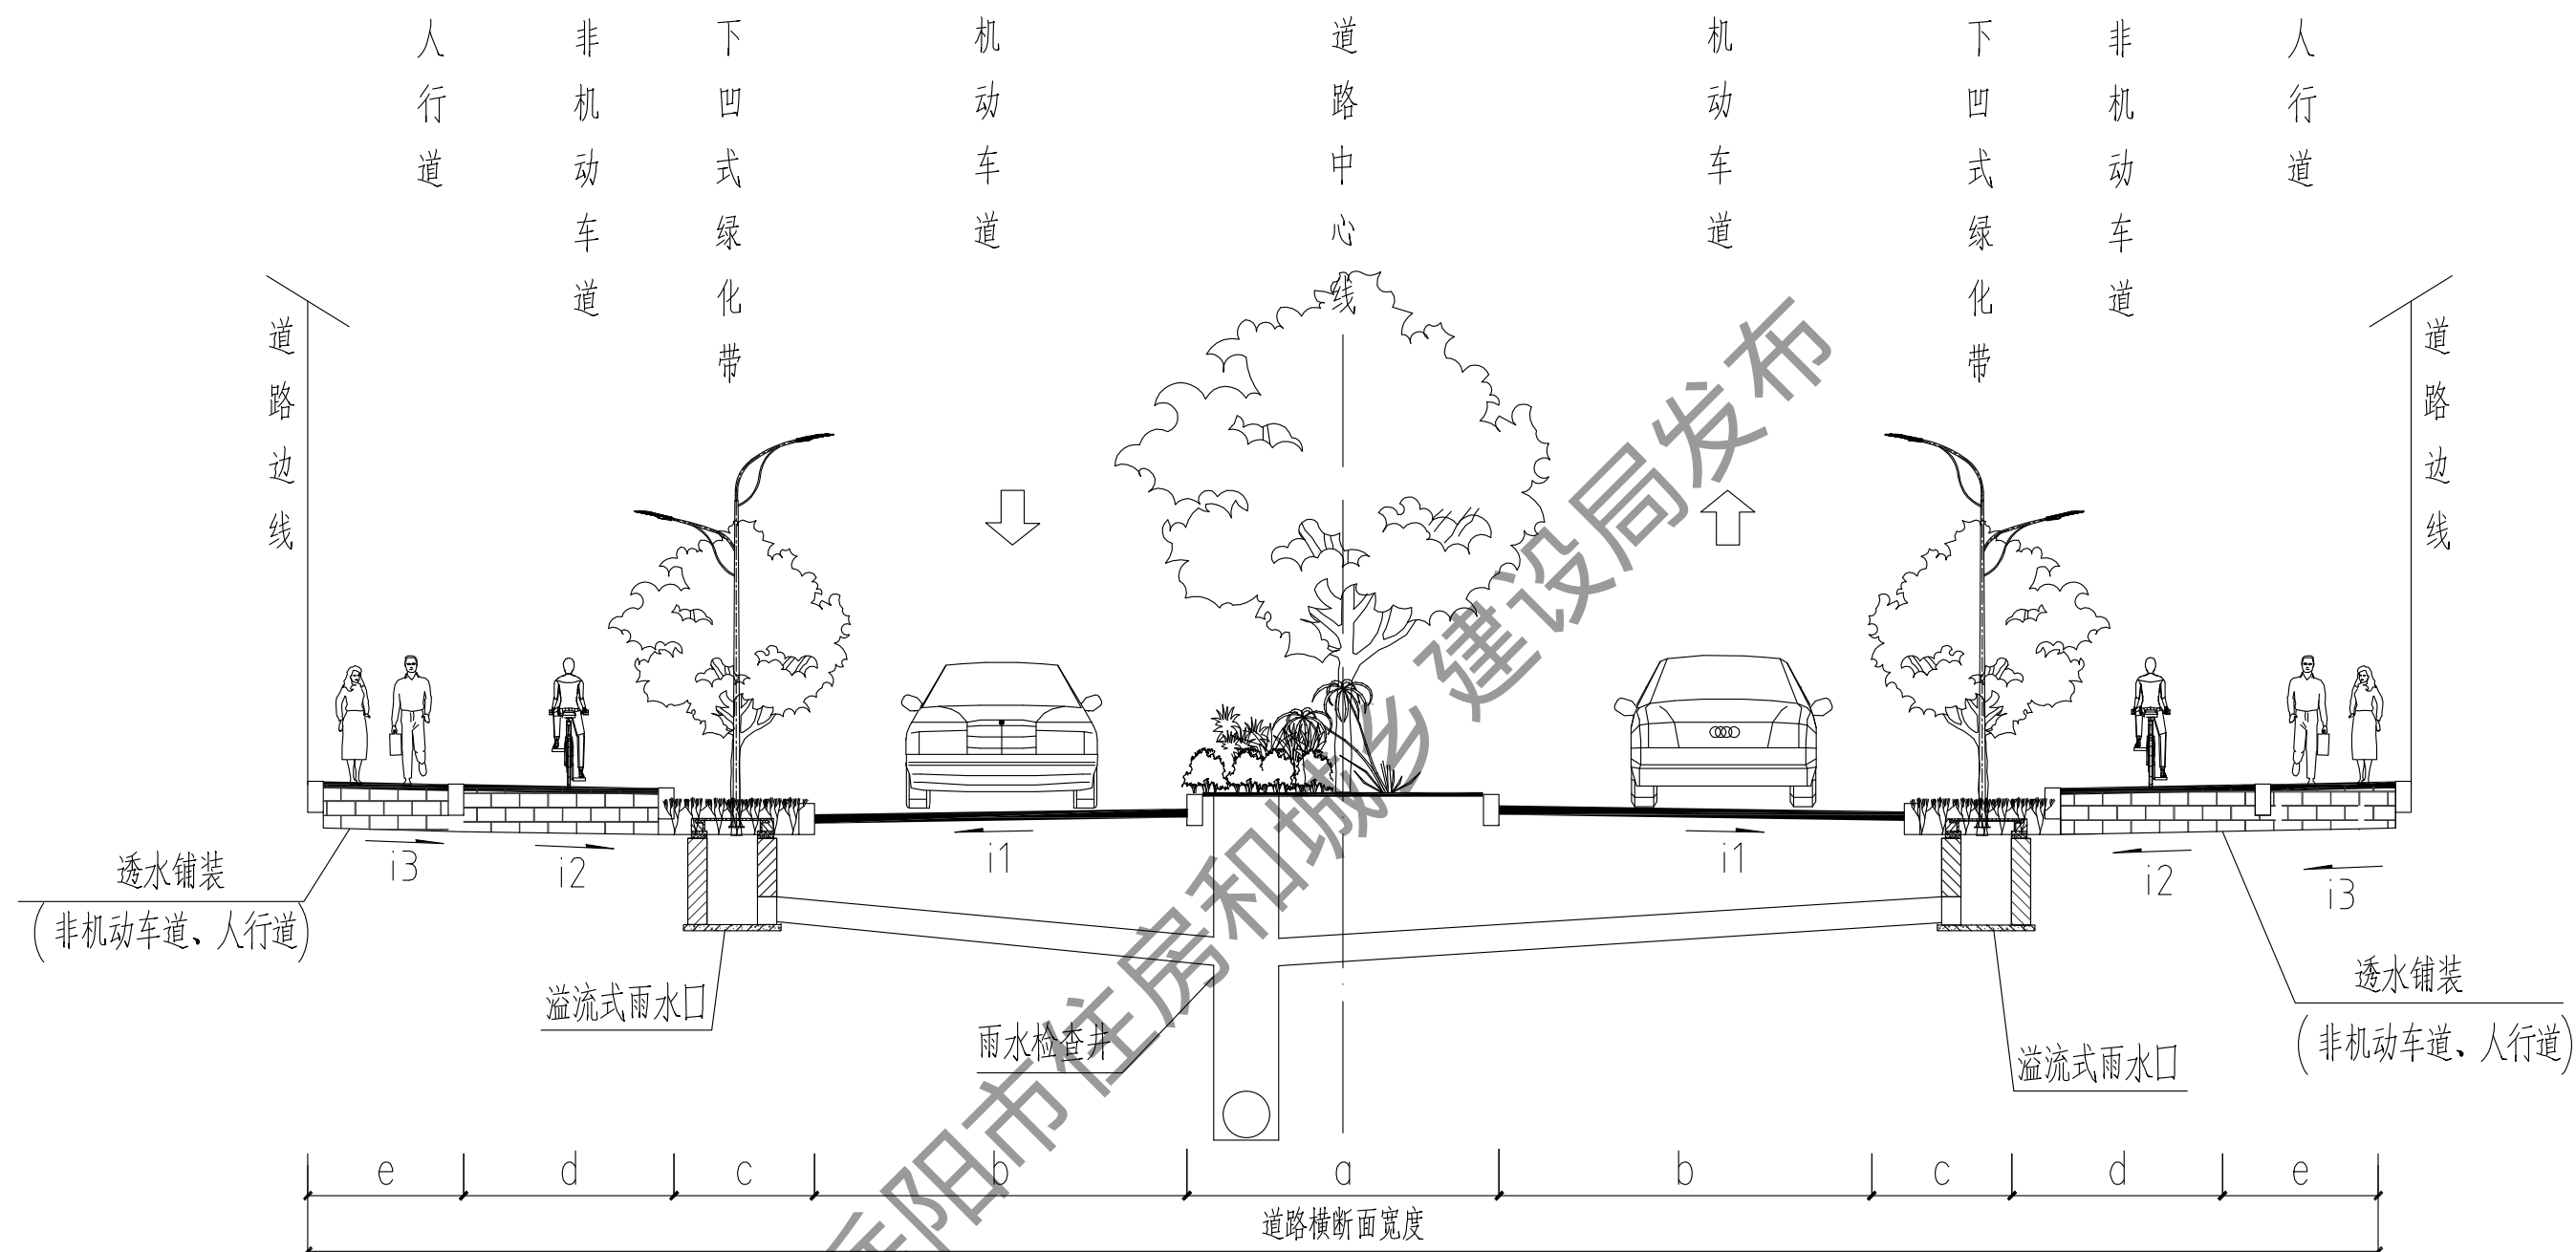 人行道
非机动车道
下凹式绿化带
机动车道
道路中心线
机动车道
下凹式绿化带
非机动车道
人行道
道路边线
道路边线
i3
i2
i1
i1
i2
i3
透水铺装
(非机动车道、人行道)
溢流式雨水口
雨水检查井
透水铺装
(非机动车道、人行道)
溢流式雨水口
e d c b a b c d e
道路横断面宽度
岳阳市住房和城乡建设局发布